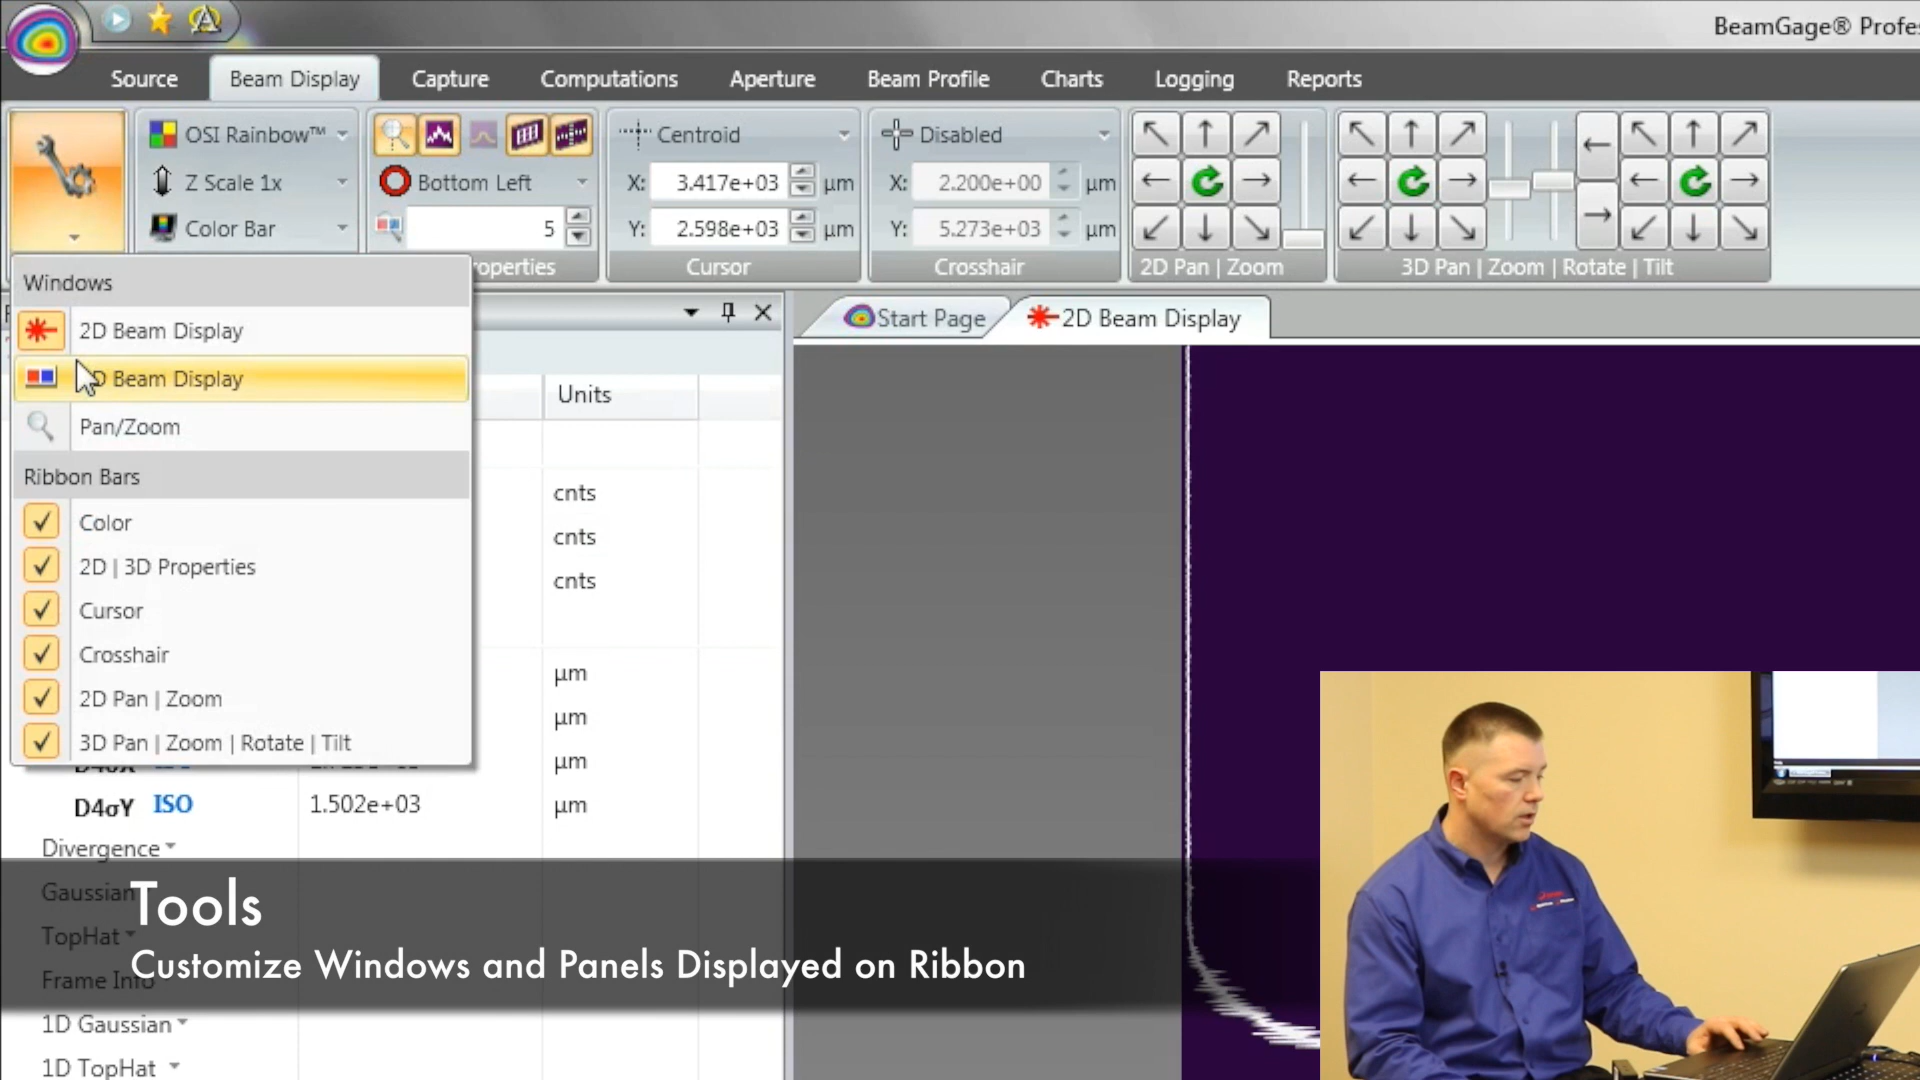 BeamGage® Profes
Source
Beam Display
Capture
Computations
Aperture
Beam Profile
Charts
Logging
Reports
OSI Rainbow™
Z Scale 1x
Color Bar
Bottom Left
5
operties
Centroid
X: 3.417e+03 µm
Y: 2.598e+03 µm
Cursor
Disabled
X: 2.200e+00 µm
Y: 5.273e+03 µm
Crosshair
2D Pan | Zoom
3D Pan | Zoom | Rotate | Tilt
Windows
2D Beam Display
D Beam Display
Pan/Zoom
Ribbon Bars
Color
2D | 3D Properties
Cursor
Crosshair
2D Pan | Zoom
3D Pan | Zoom | Rotate | Tilt
Start Page
2D Beam Display
Units
cnts
cnts
cnts
µm
µm
D4σX ISO µm
D4σY ISO 1.502e+03 µm
Divergence
Gaussian
TopHat
Frame Info
1D Gaussian
1D TopHat
Tools
Customize Windows and Panels Displayed on Ribbon